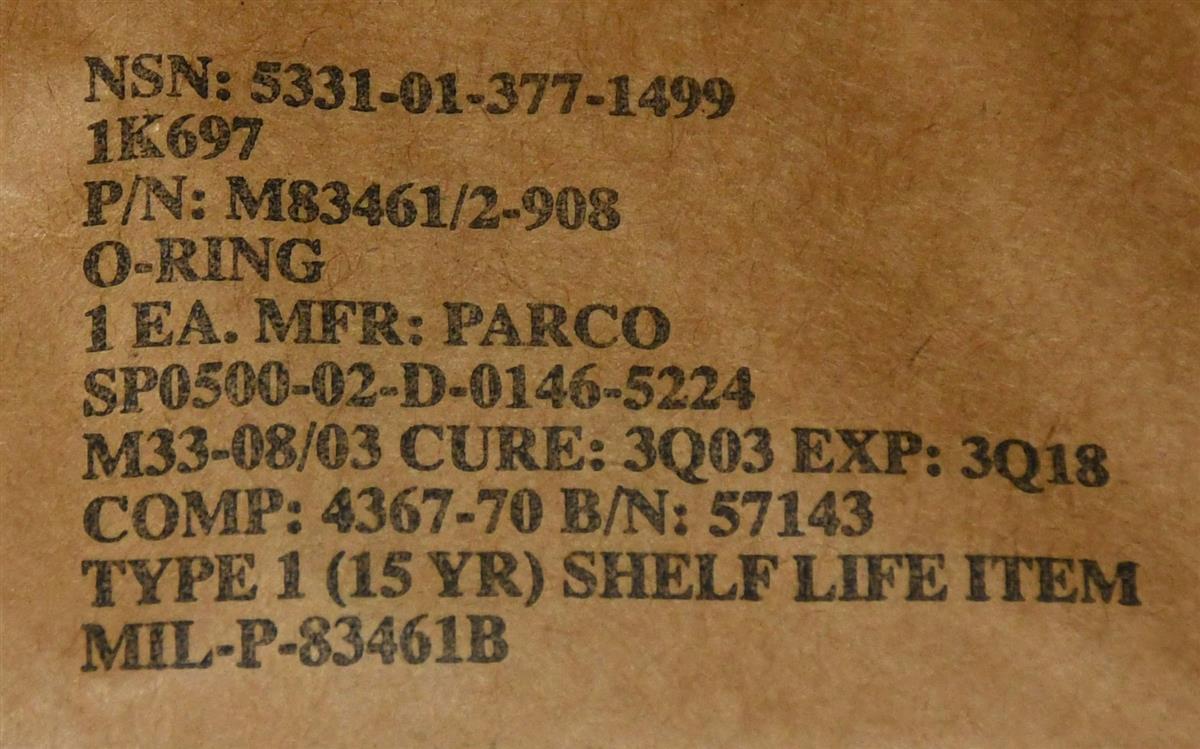 NSN: 5331-01-377-1499
1K697
P/N: M83461/2-908
O-RING
1 EA. MFR: PARCO
SP0500-02-D-0146-5224
M33-08/03 CURE: 3Q03 EXP: 3Q18
COMP: 4367-70 B/N: 57143
TYPE 1 (15 YR) SHELF LIFE ITEM
MIL-P-83461B